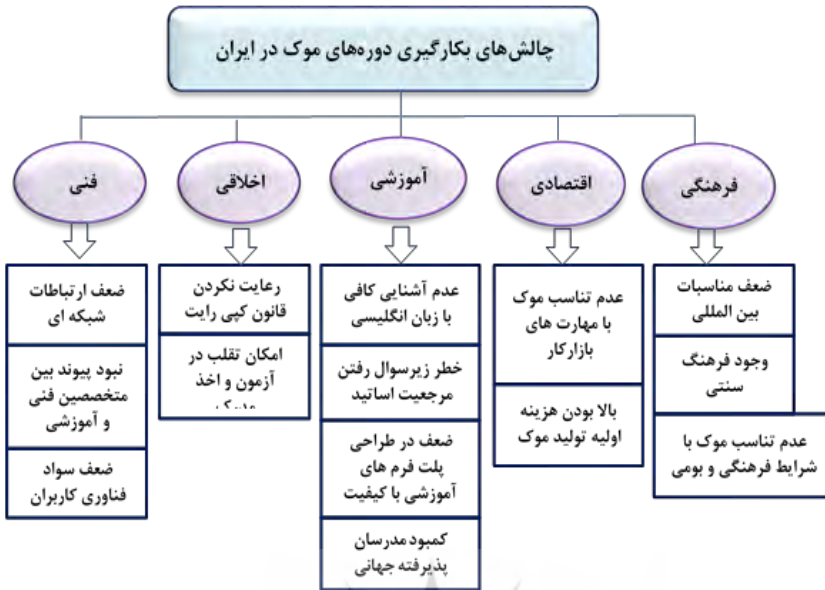 چالش‌های بکارگیری دوره‌های موک در ایران
فرهنگی
اقتصادی
آموزشی
اخلاقی
فنی
ضعف مناسبات
بین المللی
وجود فرهنگ
سنتی
عدم تناسب موک با
شرایط فرهنگی و بومی
عدم تناسب موک
با مهارت های
بازارکار
بالا بودن هزینه
اولیه تولید موک
عدم آشنایی کافی
با زبان انگلیسی
خطر زیرسوال رفتن
مرجعیت اساتید
ضعف در طراحی
پلت فرم های
آموزشی با کیفیت
کمبود مدرسان
پذیرفته جهانی
رعایت نکردن
قانون کپی رایت
امکان تقلب در
آزمون و اخذ
ضعف ارتباطات
شبکه ای
نبود پیوند بین
متخصصین فنی
و آموزشی
ضعف سواد
فناوری کاربران